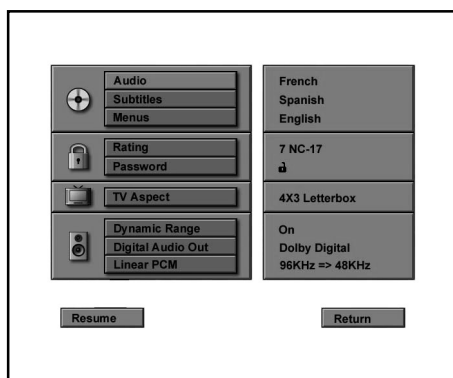 Audio French
Subtitles Spanish
Menus English
Rating 7 NC-17
Password
TV Aspect 4X3 Letterbox
Dynamic Range On
Digital Audio Out Dolby Digital
Linear PCM 96KHz => 48KHz
Resume Return